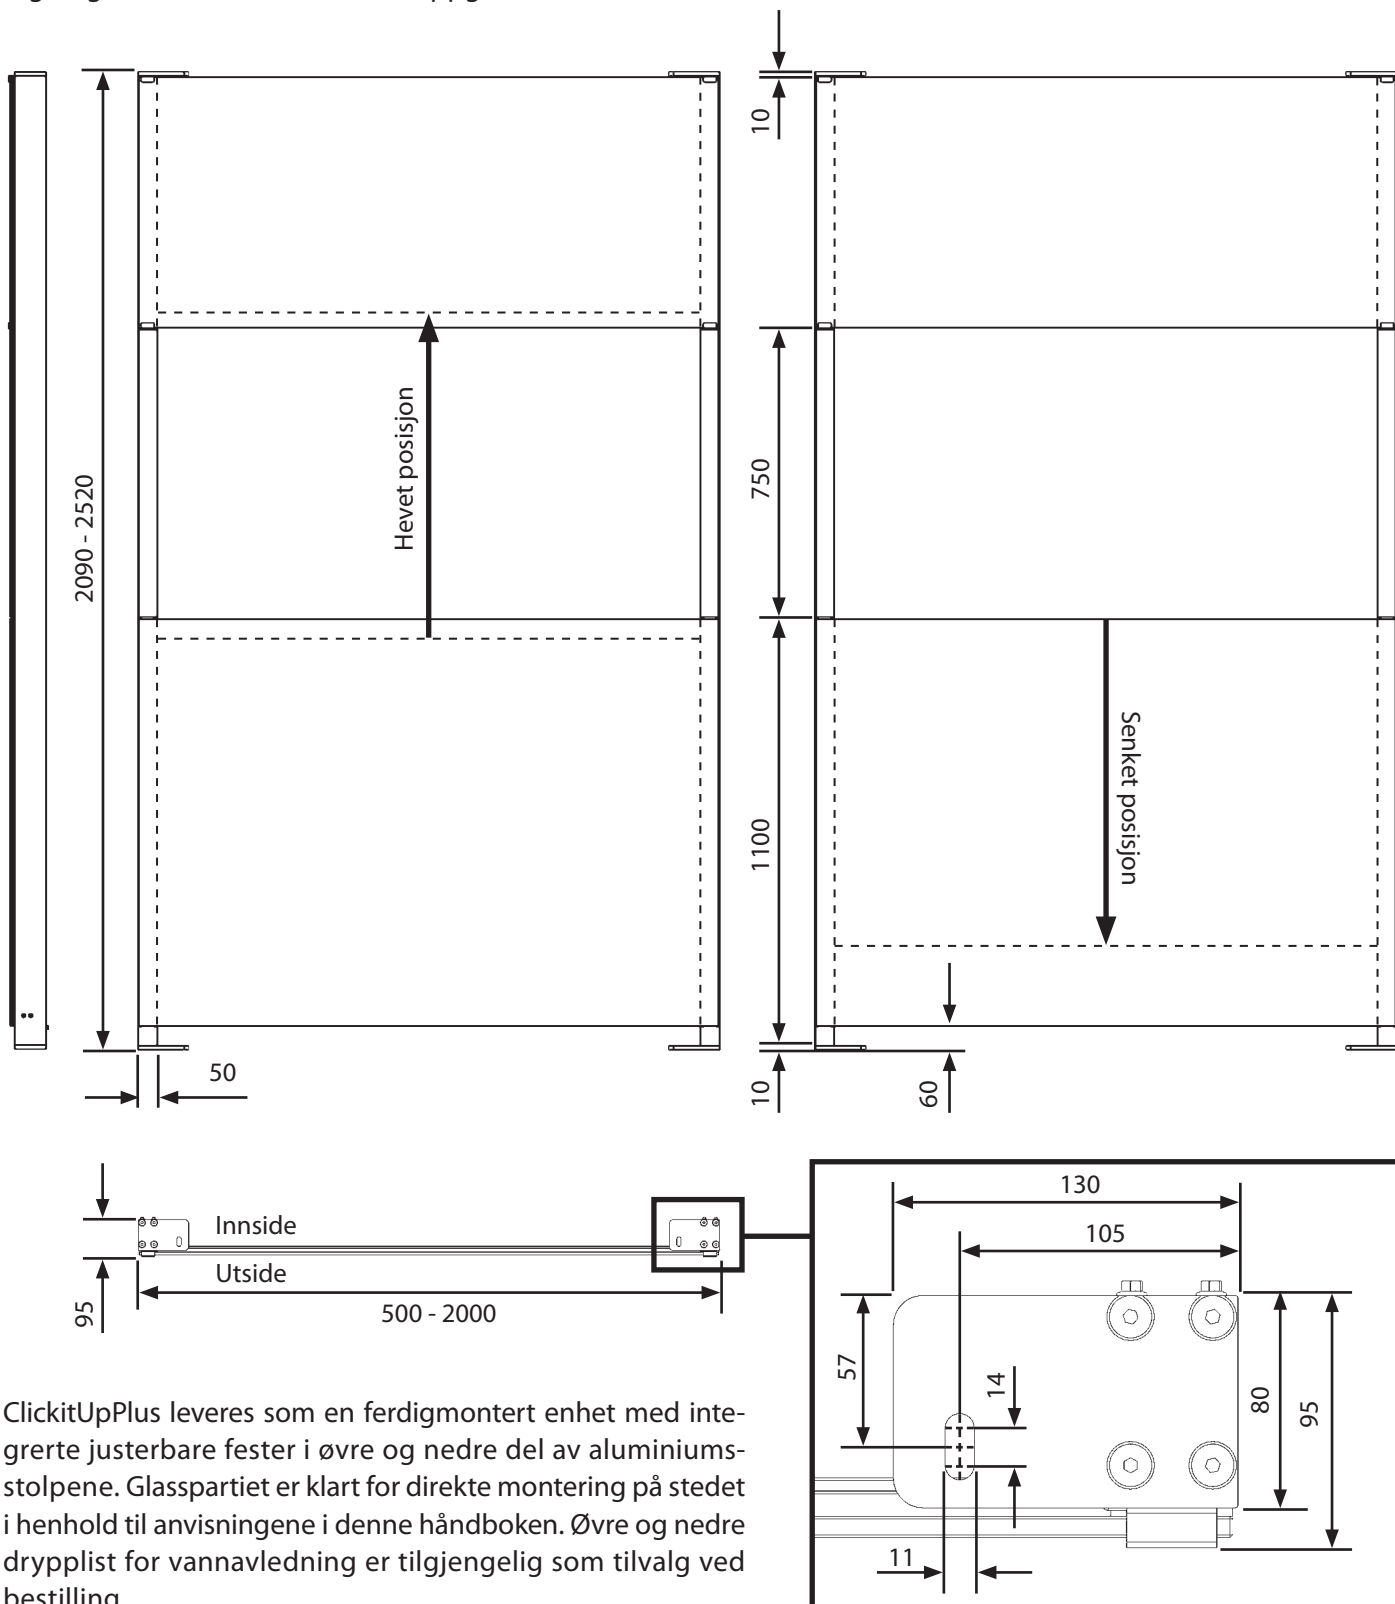 10
2090 - 2520
Hevet posisjon
750
1100
Senket posisjon
50
10
60
95
Innside
Utside
500 - 2000
130
105
57
14
80
95
11
ClickitUpPlus leveres som en ferdigmontert enhet med inte-
grerte justerbare fester i øvre og nedre del av aluminiums-
stolpene. Glasspartiet er klart for direkte montering på stedet
i henhold til anvisningene i denne håndboken. Øvre og nedre
drypplist for vannavledning er tilgjengelig som tilvalg ved
bestilling